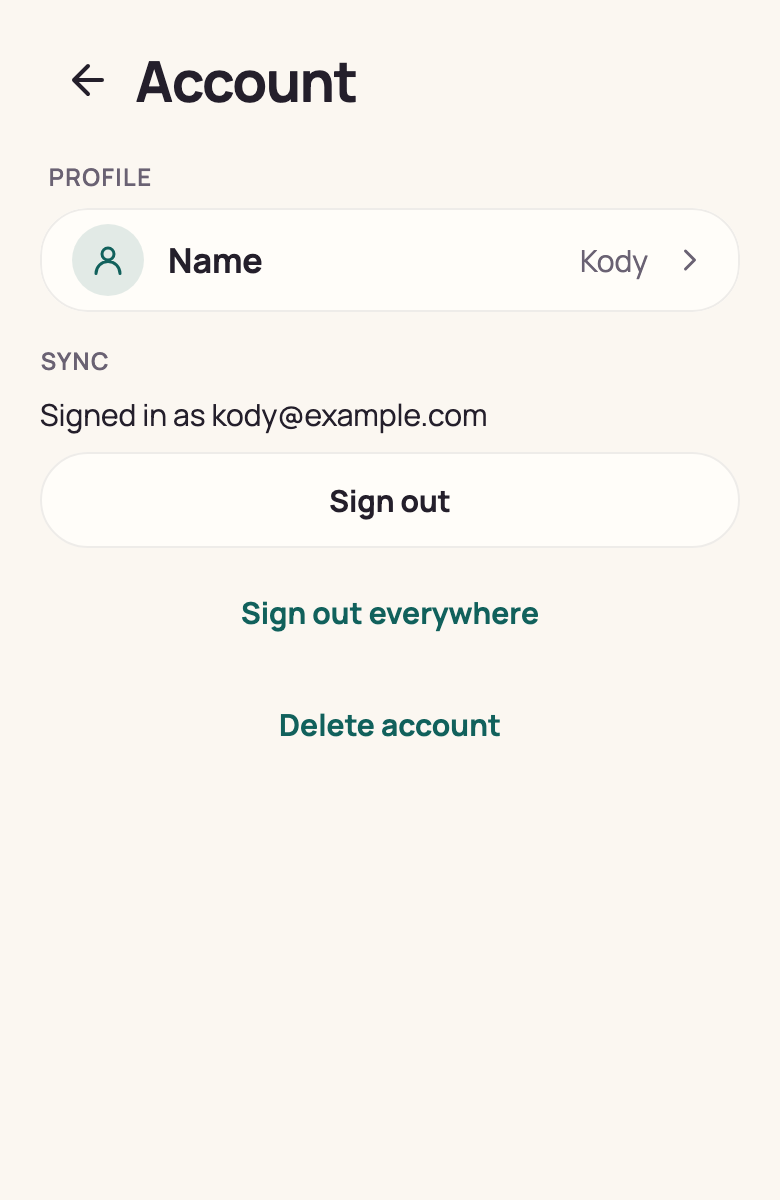 Account
PROFILE
Name Kody
SYNC
Signed in as kody@example.com
Sign out
Sign out everywhere
Delete account